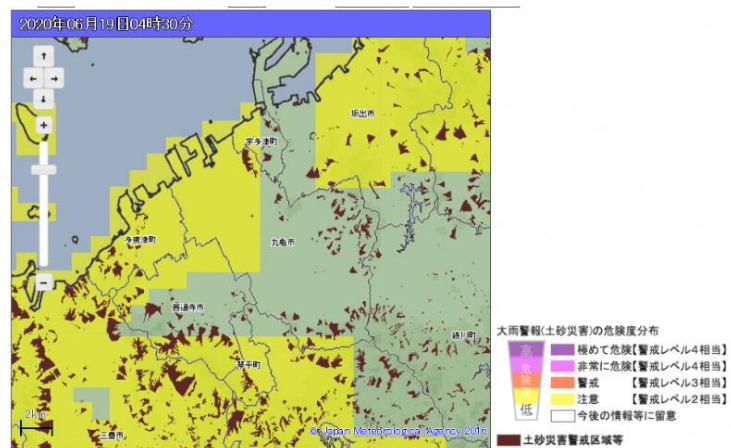 2020年06月19日04時30分
坂出市
宇多津町
多度津町
丸亀市
善通寺市
綾川町
琴平町
三豊市
2km
© Japan Meteorological Agency 2016
大雨警報(土砂災害)の危険度分布
高
危
険
度
低
極めて危険【警戒レベル4相当】
非常に危険【警戒レベル4相当】
警戒 【警戒レベル3相当】
注意 【警戒レベル2相当】
今後の情報等に留意
土砂災害警戒区域等